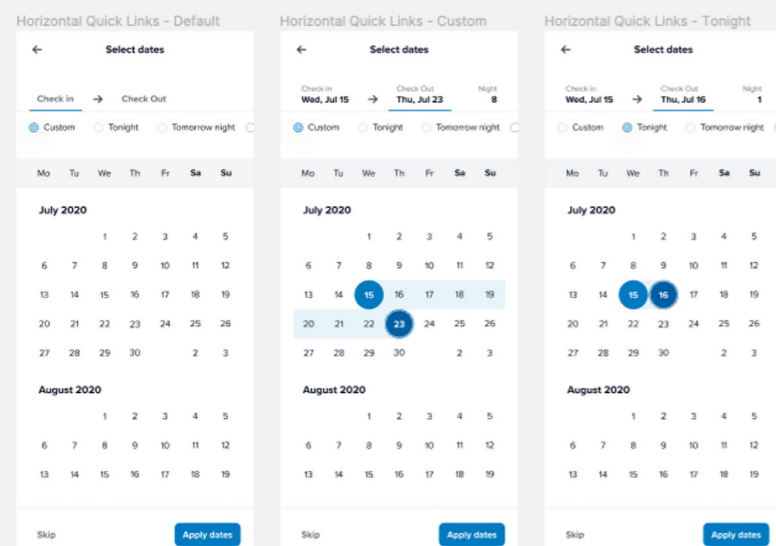 Horizontal Quick Links - Default
Select dates
Check in → Check Out
Custom Tonight Tomorrow night
Mo Tu We Th Fr Sa Su
July 2020
1 2 3 4 5
6 7 8 9 10 11 12
13 14 15 16 17 18 19
20 21 22 23 24 25 26
27 28 29 30 2 3
August 2020
1 2 3 4 5
6 7 8 9 10 11 12
13 14 15 16 17 18 19
Skip Apply dates
Horizontal Quick Links - Custom
Select dates
Check in Check Out Night
Wed, Jul 15 → Thu, Jul 23 8
Custom Tonight Tomorrow night
Mo Tu We Th Fr Sa Su
July 2020
1 2 3 4 5
6 7 8 9 10 11 12
13 14 15 16 17 18 19
20 21 22 23 24 25 26
27 28 29 30 2 3
August 2020
1 2 3 4 5
6 7 8 9 10 11 12
13 14 15 16 17 18 19
Skip Apply dates
Horizontal Quick Links - Tonight
Select dates
Check in Check Out Night
Wed, Jul 15 → Thu, Jul 16 1
Custom Tonight Tomorrow night
Mo Tu We Th Fr Sa Su
July 2020
1 2 3 4 5
6 7 8 9 10 11 12
13 14 15 16 17 18 19
20 21 22 23 24 25 26
27 28 29 30 2 3
August 2020
1 2 3 4 5
6 7 8 9 10 11 12
13 14 15 16 17 18 19
Skip Apply dates